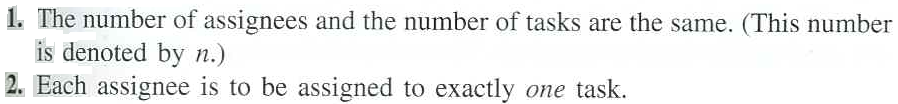 1. The number of assignees and the number of tasks are the same. (This number
is denoted by n.)
2. Each assignee is to be assigned to exactly one task.